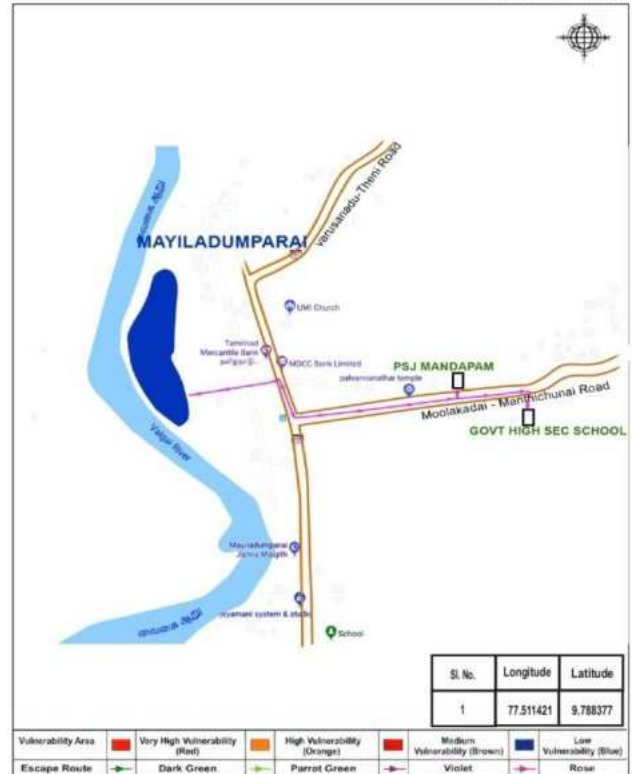 varusanadu-Theni Road
வைகை ஆறு
MAYILADUMPARAI
UMI Church
Tamilnad
Mercantile Bank
MDCC Bank Limited
PSJ MANDAPAM
Moolakadai - Manthichunai Road
GOVT HIGH SEC SCHOOL
Vaigai River
Mayiladumparai
வைகை ஆறு
School
Sl. No. Longitude Latitude
1 77.511421 9.788377
Vulnerability Area Very High Vulnerability (Red) High Vulnerability (Orange) Medium Vulnerability (Brown) Low Vulnerability (Blue)
Escape Route Dark Green Parrot Green Violet Rose